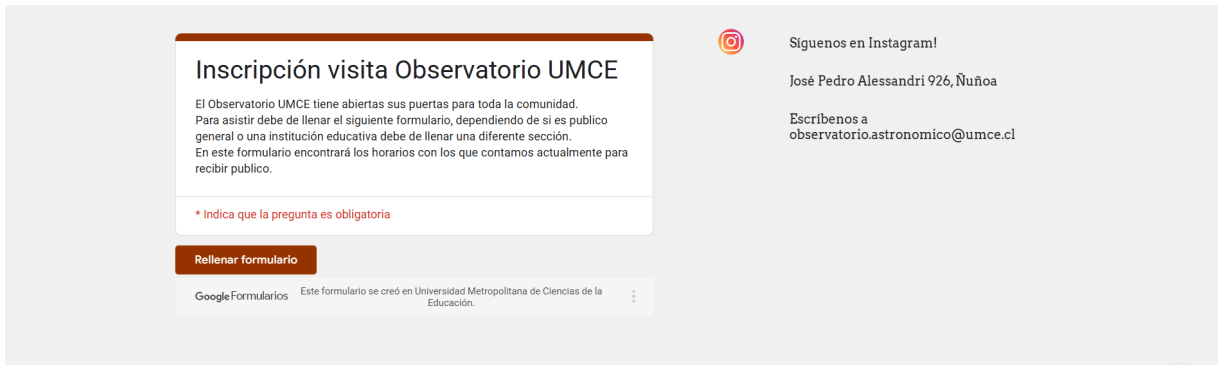 Inscripción visita Observatorio UMCE
El Observatorio UMCE tiene abiertas sus puertas para toda la comunidad.
Para asistir debe de llenar el siguiente formulario, dependiendo de si es publico
general o una institución educativa debe de llenar una diferente sección.
En este formulario encontrará los horarios con los que contamos actualmente para
recibir publico.
* Indica que la pregunta es obligatoria
Rellenar formulario
Google Formularios
Este formulario se creó en Universidad Metropolitana de Ciencias de la
Educación.
Síguenos en Instagram!
José Pedro Alessandri 926, Ñuñoa
Escríbenos a
observatorio.astronomico@umce.cl